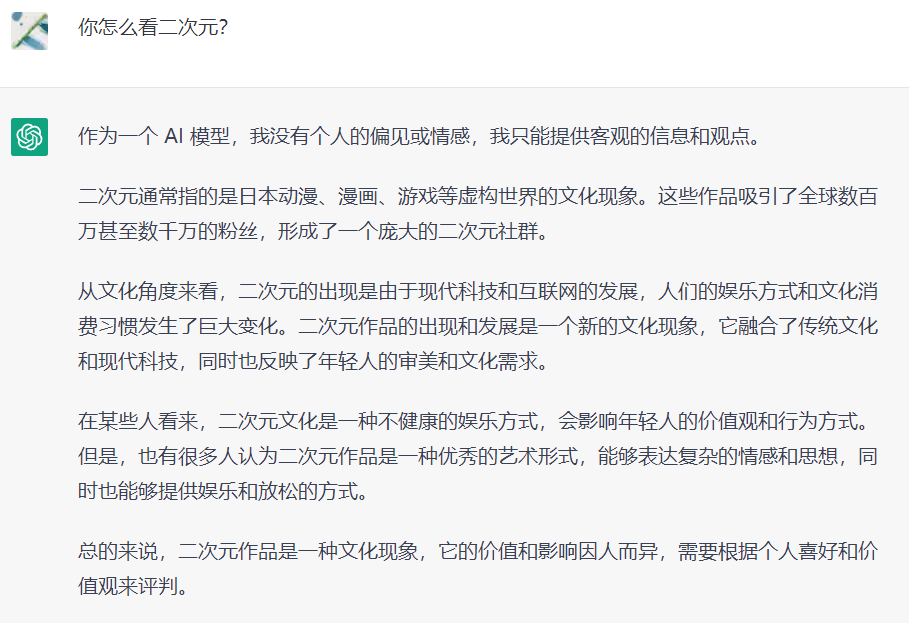 你怎么看二次元？
作为一个 AI 模型，我没有个人的偏见或情感，我只能提供客观的信息和观点。
二次元通常指的是日本动漫、漫画、游戏等虚构世界的文化现象。这些作品吸引了全球数百
万甚至数千万的粉丝，形成了一个庞大的二次元社群。
从文化角度来看，二次元的出现是由于现代科技和互联网的发展，人们的娱乐方式和文化消
费习惯发生了巨大变化。二次元作品的出现和发展是一个新的文化现象，它融合了传统文化
和现代科技，同时也反映了年轻人的审美和文化需求。
在某些人看来，二次元文化是一种不健康的娱乐方式，会影响年轻人的价值观和行为方式。
但是，也有很多人认为二次元作品是一种优秀的艺术形式，能够表达复杂的情感和思想，同
时也能够提供娱乐和放松的方式。
总的来说，二次元作品是一种文化现象，它的价值和影响因人而异，需要根据个人喜好和价
值观来评判。